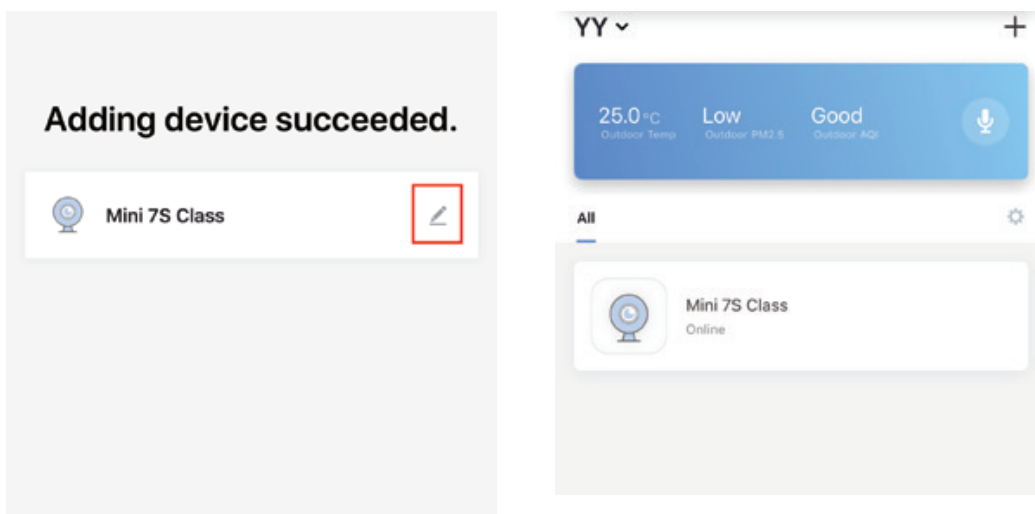 Adding device succeeded.
Mini 7S Class
YY
25.0 °C
Outdoor Temp
Low
Outdoor PM2.5
Good
Outdoor AQI
All
Mini 7S Class
Online